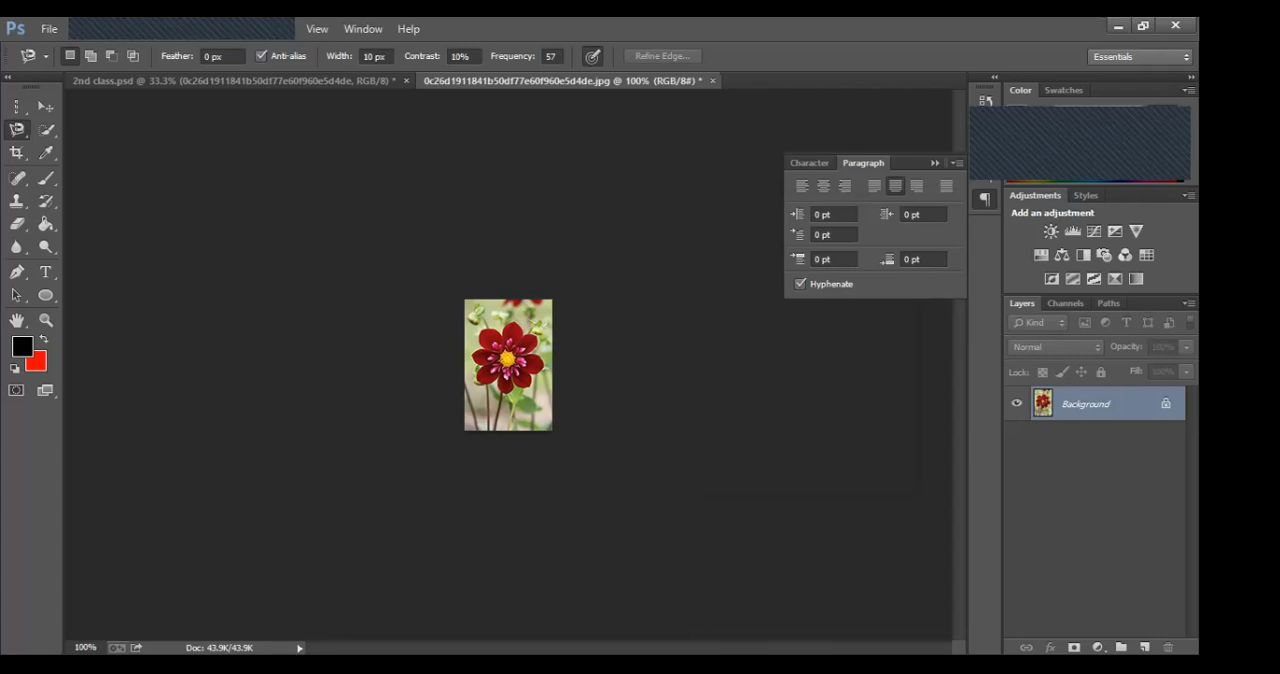 Ps File View Window Help
Feather: 0 px Anti-alias Width: 10 px Contrast: 10% Frequency: 57 Refine Edge... Essentials
2nd class.psd @ 33.3% (0c26d1911841b50df77e60f960e5d4de, RGB/8) * × 0c26d1911841b50df77e60f960e5d4de.jpg @ 100% (RGB/8#) * ×
Color Swatches
Character Paragraph
0 pt 0 pt
0 pt
0 pt 0 pt
Hyphenate
Adjustments Styles
Add an adjustment
Layers Channels Paths
Kind
Normal Opacity: 100%
Lock: Fill: 100%
Background
100% Doc: 43.9K/43.9K